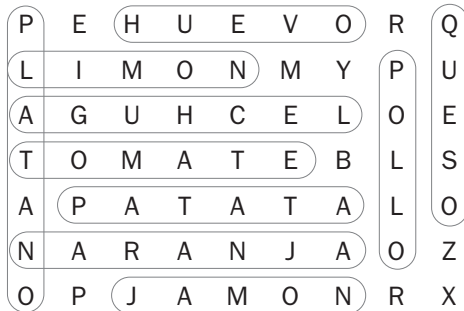 P E H U E V O R Q
L I M O N M Y P U
A G U H C E L O E
T O M A T E B L S
A P A T A T A L O
N A R A N J A O Z
O P J A M O N R X